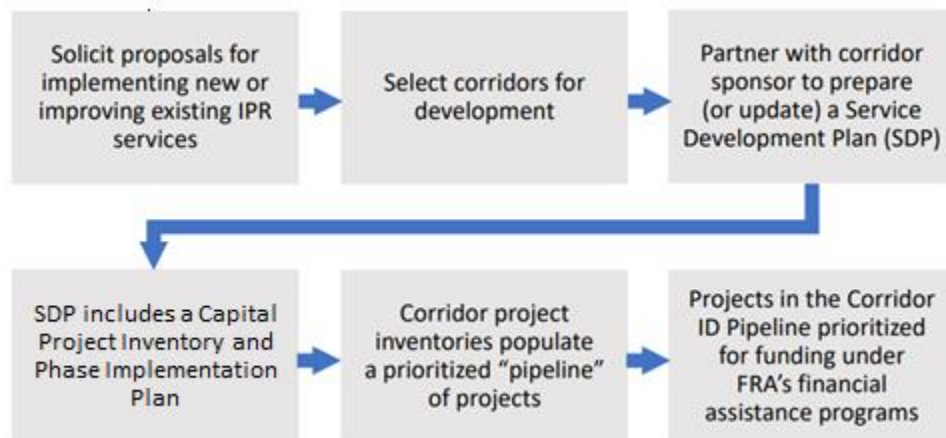 Solicit proposals for
implementing new or
improving existing IPR
services
Select corridors for
development
Partner with corridor
sponsor to prepare
(or update) a Service
Development Plan (SDP)
SDP includes a Capital
Project Inventory and
Phase Implementation
Plan
Corridor project
inventories populate
a prioritized “pipeline”
of projects
Projects in the Corridor
ID Pipeline prioritized
for funding under
FRA’s financial
assistance programs